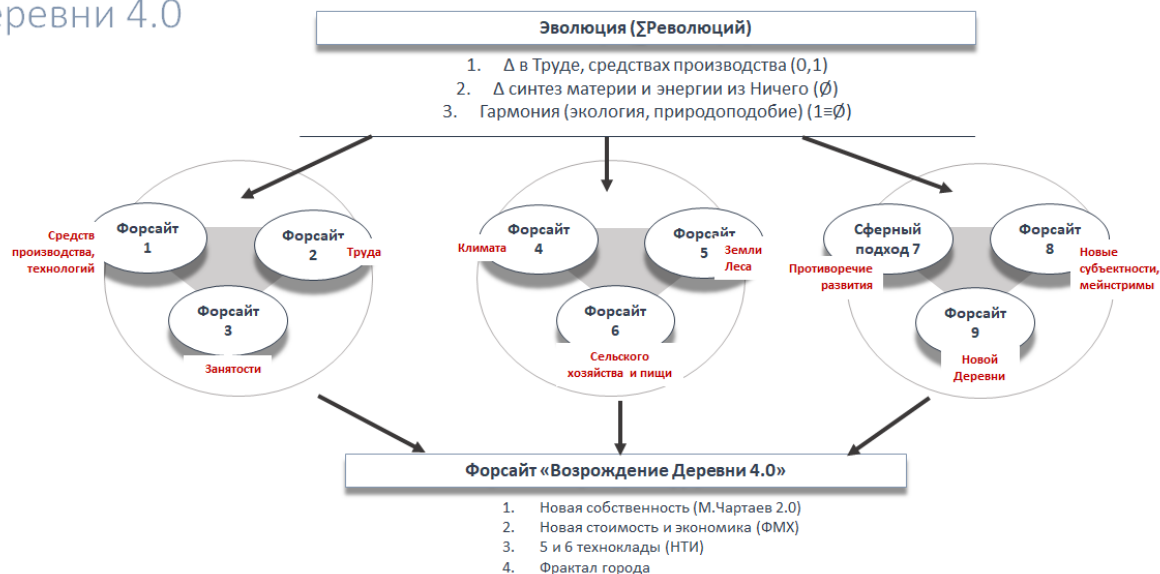 еревни 4.0
Эволюция (∑Революций)
1. Δ в Труде, средствах производства (0,1)
2. Δ синтез материи и энергии из Ничего (Ø)
3. Гармония (экология, природоподобие) (1≡Ø)
Средств
производства,
технологий
Форсайт
1
Форсайт
2
Труда
Форсайт
3
Занятости
Климата
Форсайт
4
Форсайт
5
Земли
Леса
Форсайт
6
Сельского
хозяйства и пищи
Сферный
подход 7
Противоречие
развития
Форсайт
8
Новые
субъектности,
мейнстримы
Форсайт
9
Новой
Деревни
Форсайт «Возрождение Деревни 4.0»
1. Новая собственность (М.Чартаев 2.0)
2. Новая стоимость и экономика (ФМХ)
3. 5 и 6 техноклады (НТИ)
4. Фрактал города